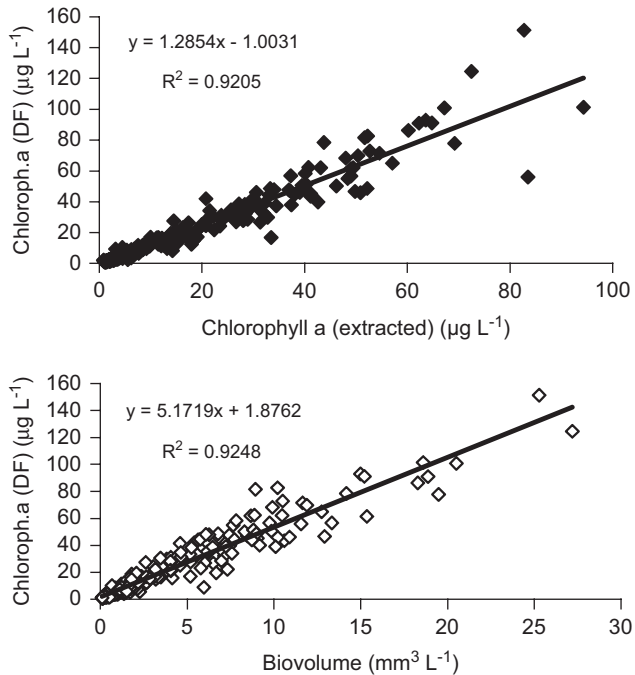 160
140
120
100
80
60
40
20
0
Chloroph.a (DF) (µg L⁻¹)
y = 1.2854x - 1.0031
R² = 0.9205
0 20 40 60 80 100
Chlorophyll a (extracted) (µg L⁻¹)
160
140
120
100
80
60
40
20
0
Chloroph.a (DF) (µg L⁻¹)
y = 5.1719x + 1.8762
R² = 0.9248
0 5 10 15 20 25 30
Biovolume (mm³ L⁻¹)